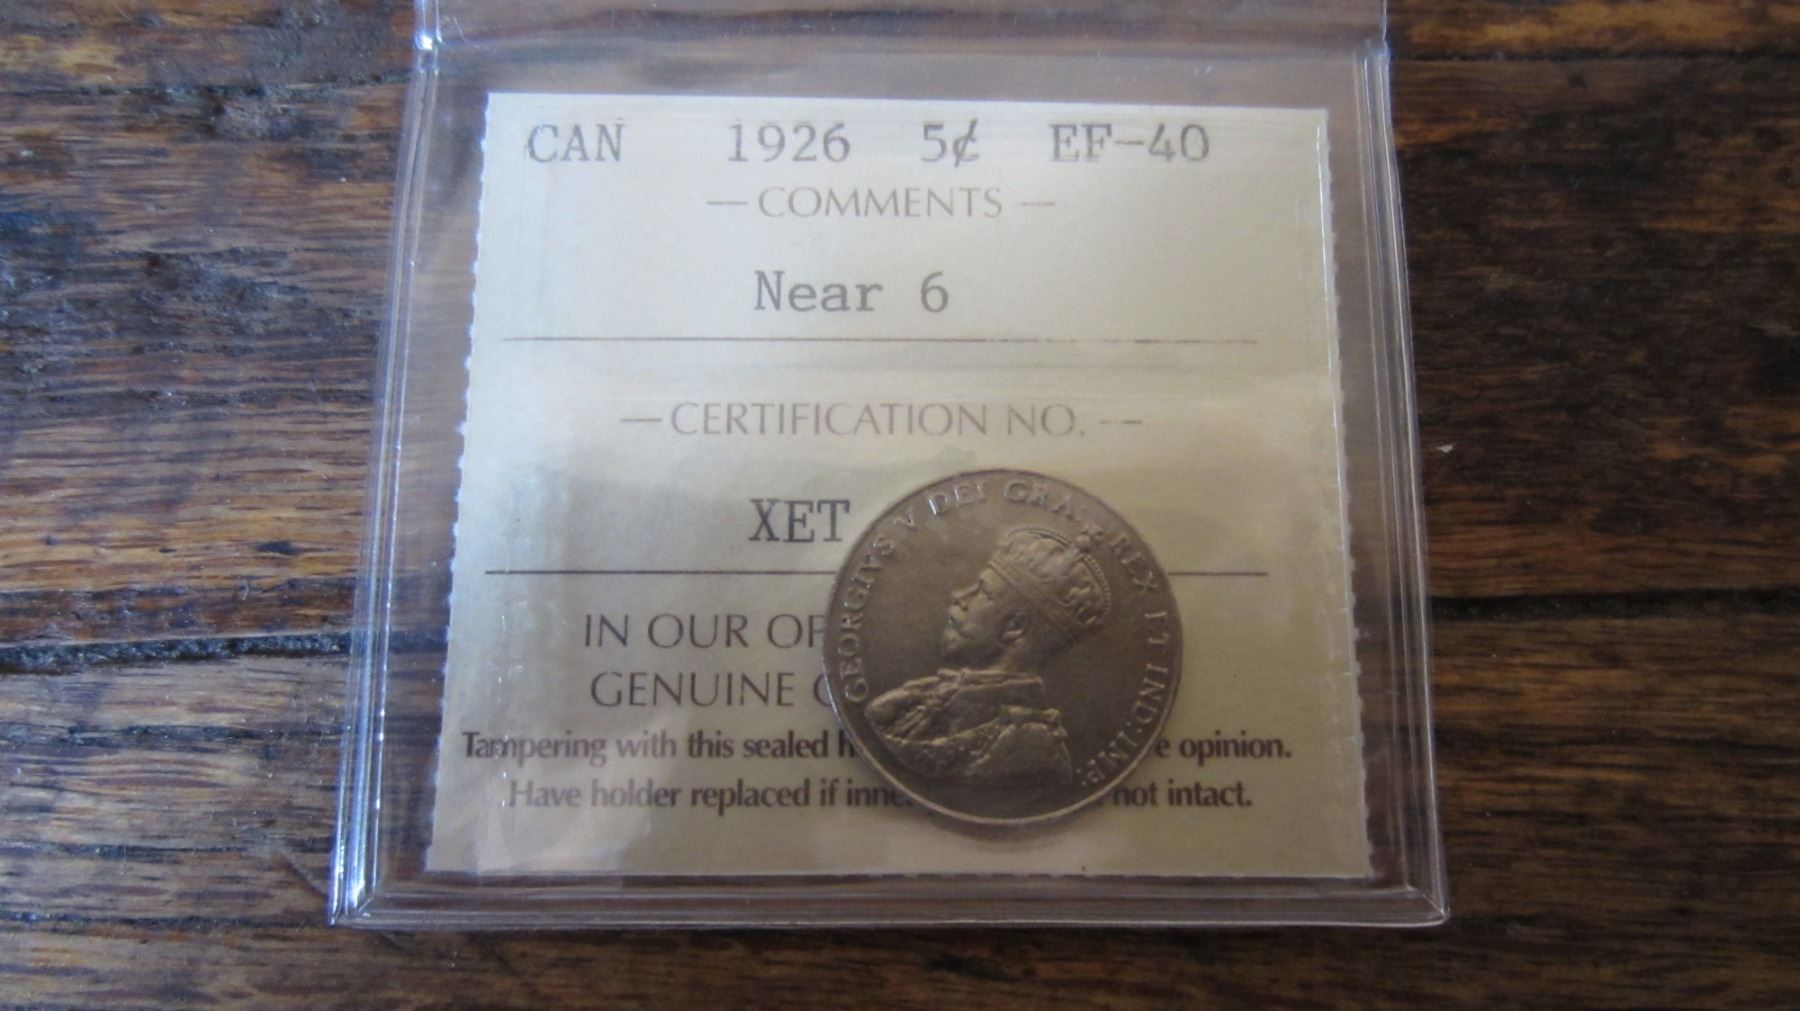 CAN 1926 5¢ EF-40
— COMMENTS —
Near 6
— CERTIFICATION NO. —
XET
IN OUR OP
GENUINE
Tampering with this sealed h e opinion.
Have holder replaced if inne not intact.
GEORGIVS V DEI GRA: REX ET IND: IMP: